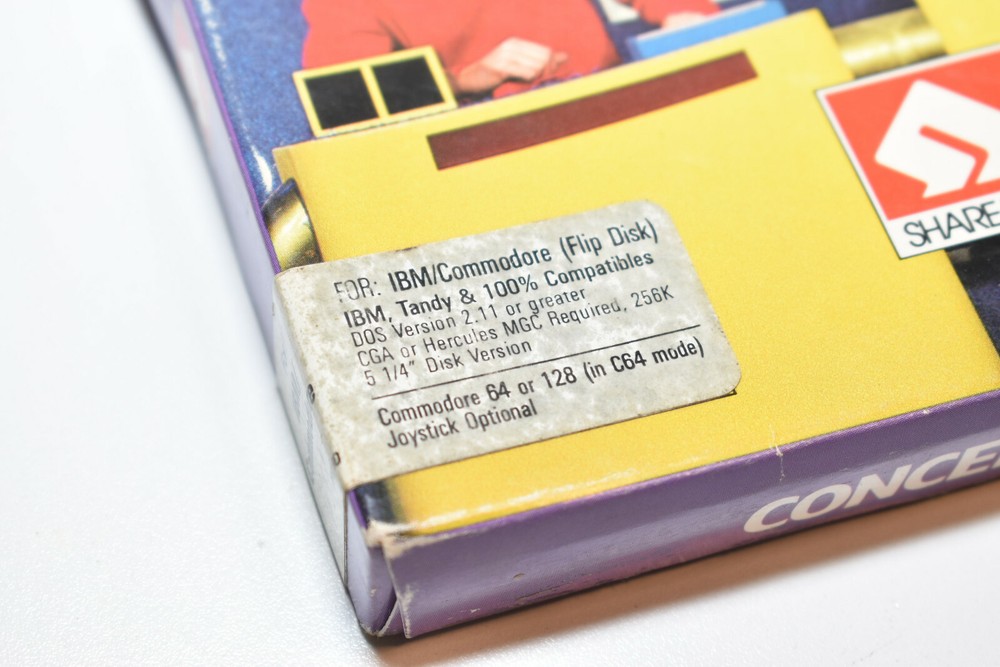 SHARE
FOR: IBM/Commodore (Flip Disk)
IBM, Tandy & 100% Compatibles
DOS Version 2.11 or greater
CGA or Hercules MGC Required, 256K
5 1/4" Disk Version
Commodore 64 or 128 (in C64 mode)
Joystick Optional